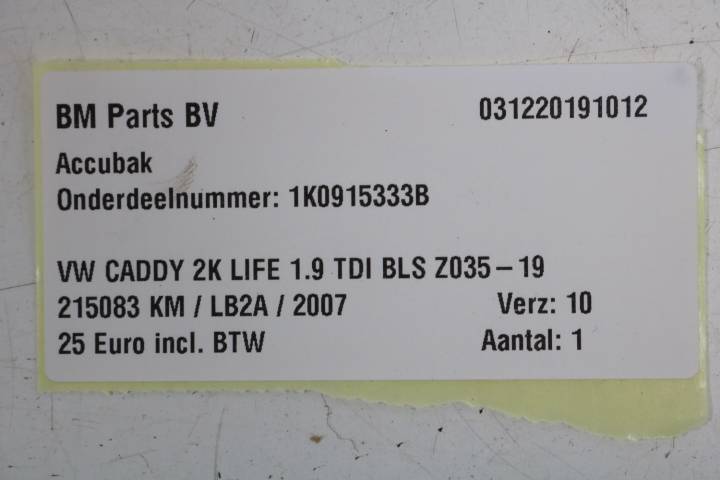 BM Parts BV 031220191012
Accubak
Onderdeelnummer: 1K0915333B
VW CADDY 2K LIFE 1.9 TDI BLS Z035-19
215083 KM / LB2A / 2007 Verz: 10
25 Euro incl. BTW Aantal: 1